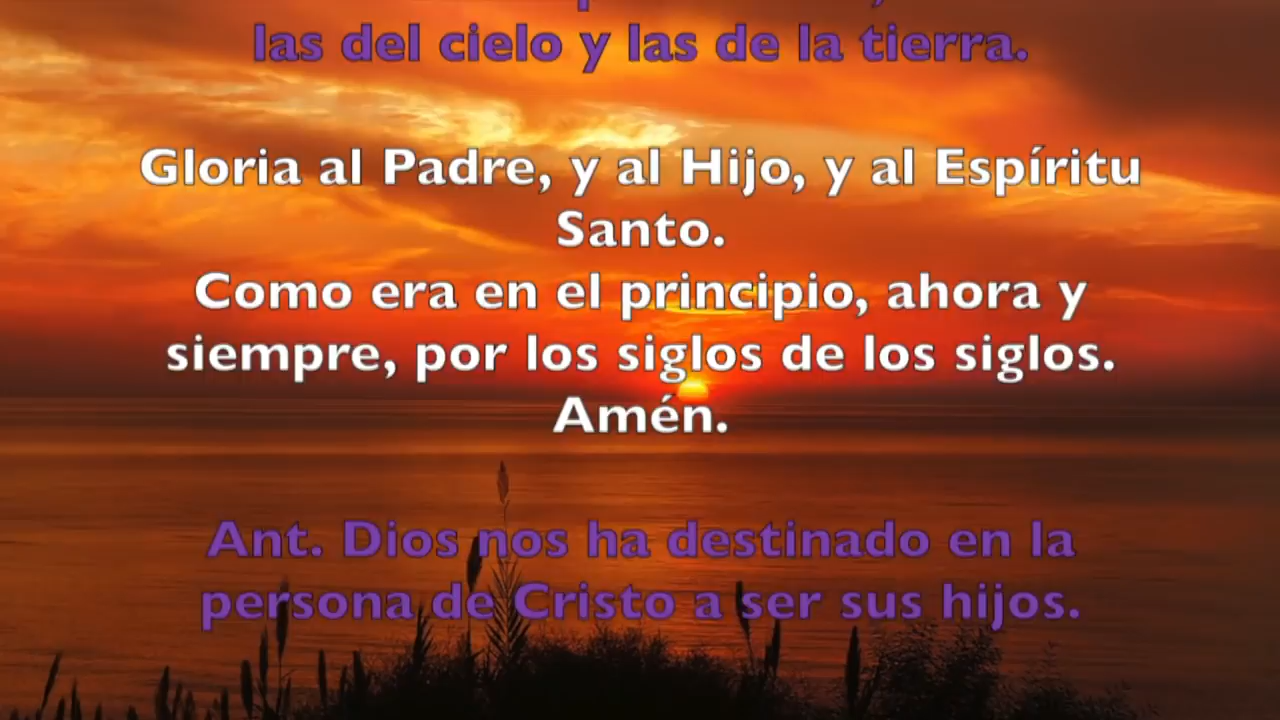 las del cielo y las de la tierra.
Gloria al Padre, y al Hijo, y al Espíritu
Santo.
Como era en el principio, ahora y
siempre, por los siglos de los siglos.
Amén.
Ant. Dios nos ha destinado en la
persona de Cristo a ser sus hijos.